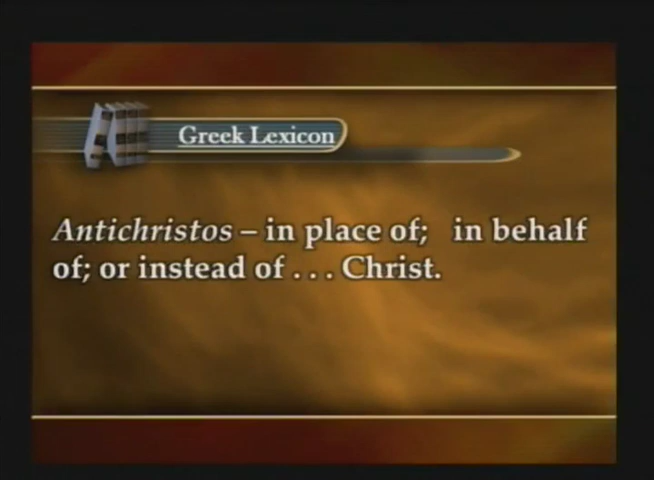 Greek Lexicon
Antichristos – in place of; in behalf
of; or instead of . . . Christ.